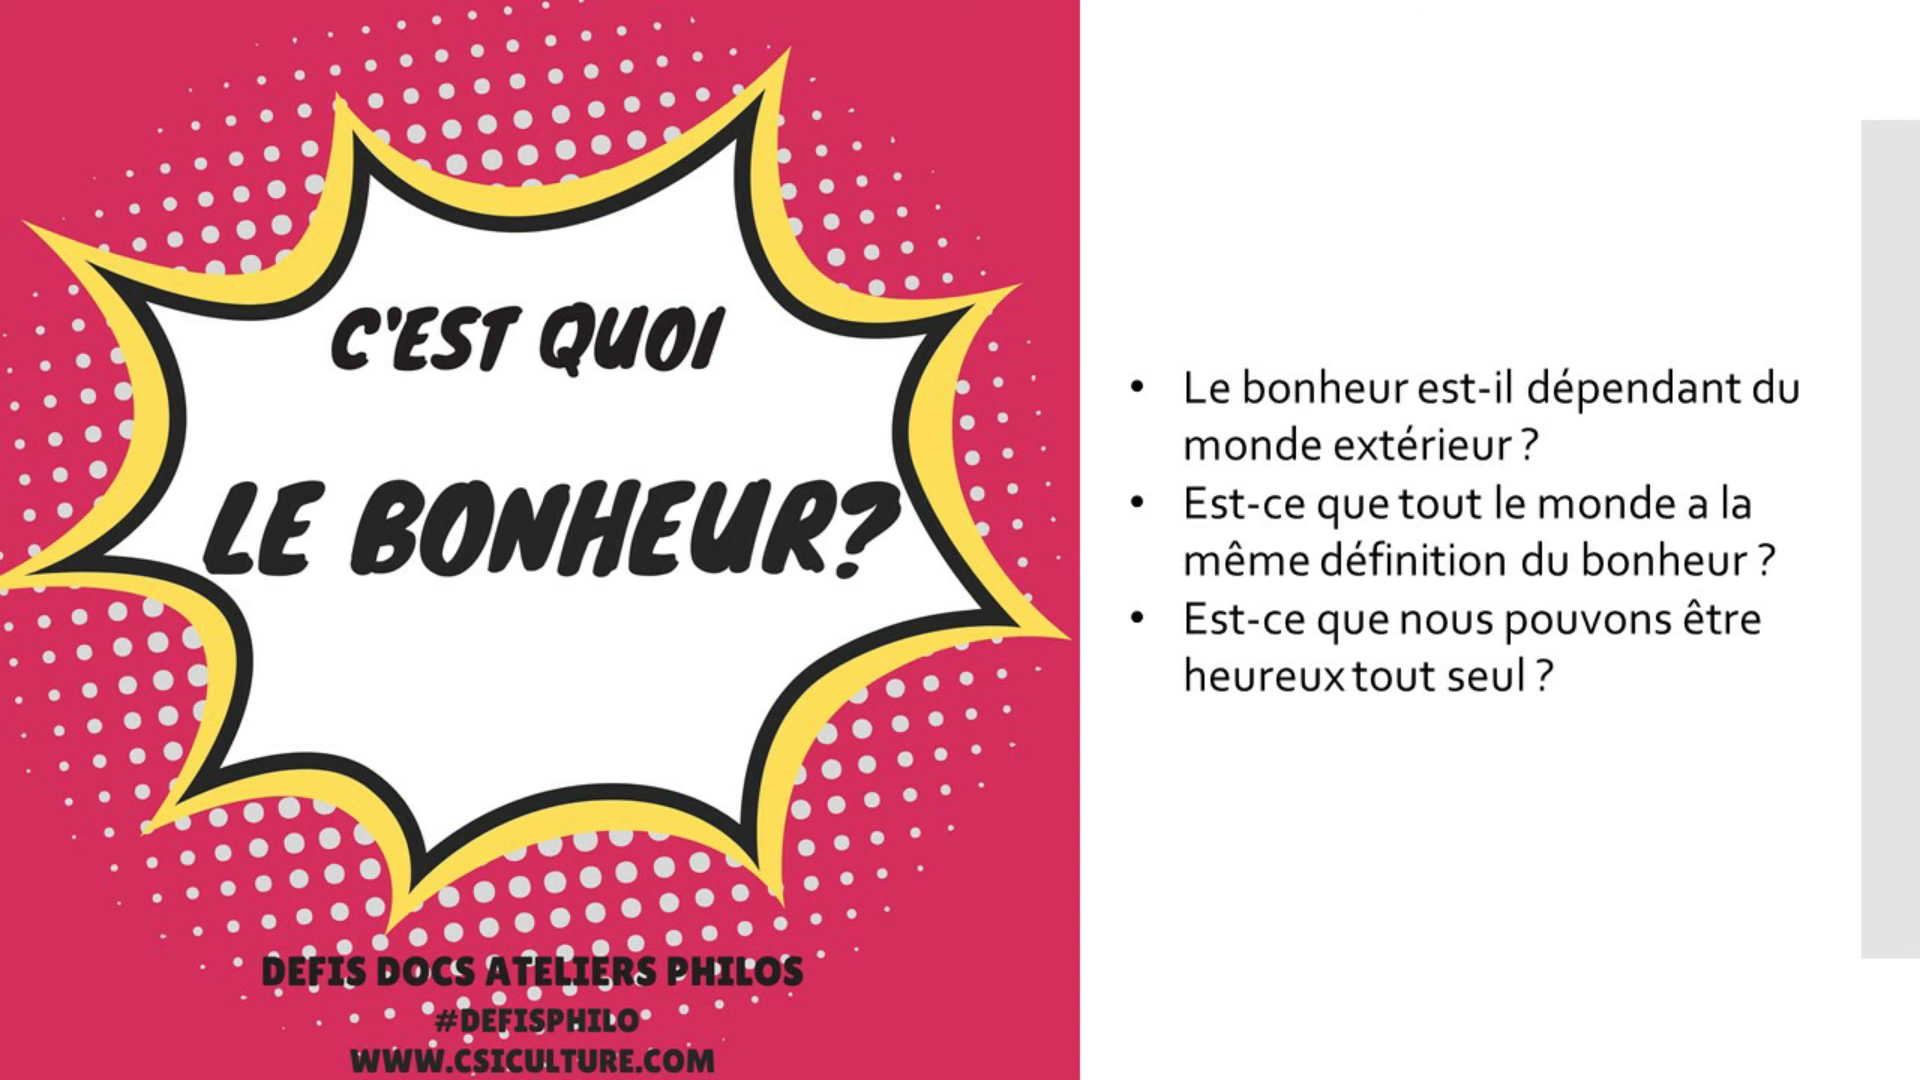 C'EST QUOI
LE BONHEUR?
DEFIS DOCS ATELIERS PHILOS
#DEFISPHILO
WWW.CSICULTURE.COM
• Le bonheur est-il dépendant du
monde extérieur ?
• Est-ce que tout le monde a la
même définition du bonheur ?
• Est-ce que nous pouvons être
heureux tout seul ?